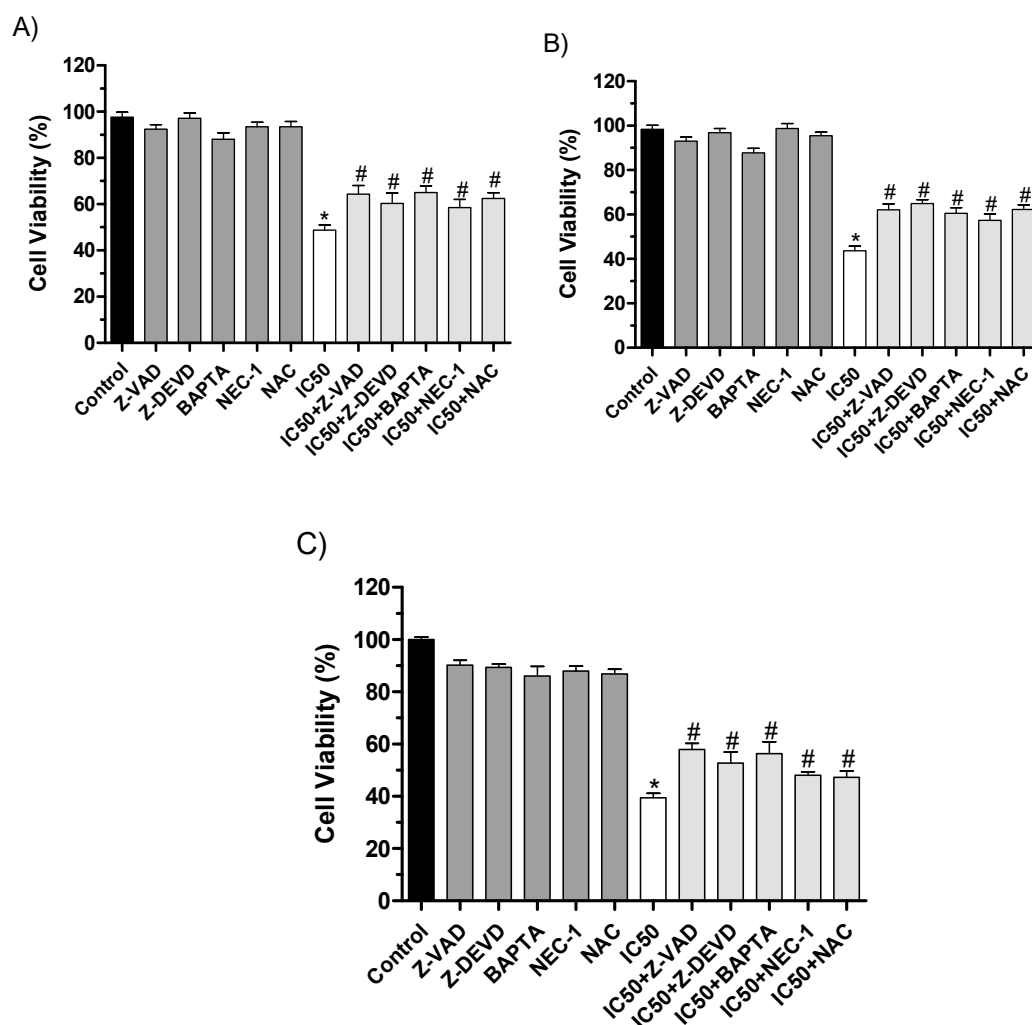 A)
Cell Viability (%)
120
100
80
60
40
20
0
*
#
#
#
#
#
Control
Z-VAD
Z-DEVD
BAPTA
NEC-1
NAC
IC50
IC50+Z-VAD
IC50+Z-DEVD
IC50+BAPTA
IC50+NEC-1
IC50+NAC
B)
Cell Viability (%)
120
100
80
60
40
20
0
*
#
#
#
#
#
Control
Z-VAD
Z-DEVD
BAPTA
NEC-1
NAC
IC50
IC50+Z-VAD
IC50+Z-DEVD
IC50+BAPTA
IC50+NEC-1
IC50+NAC
C)
Cell Viability (%)
120
100
80
60
40
20
0
*
#
#
#
#
#
Control
Z-VAD
Z-DEVD
BAPTA
NEC-1
NAC
IC50
IC50+Z-VAD
IC50+Z-DEVD
IC50+BAPTA
IC50+NEC-1
IC50+NAC